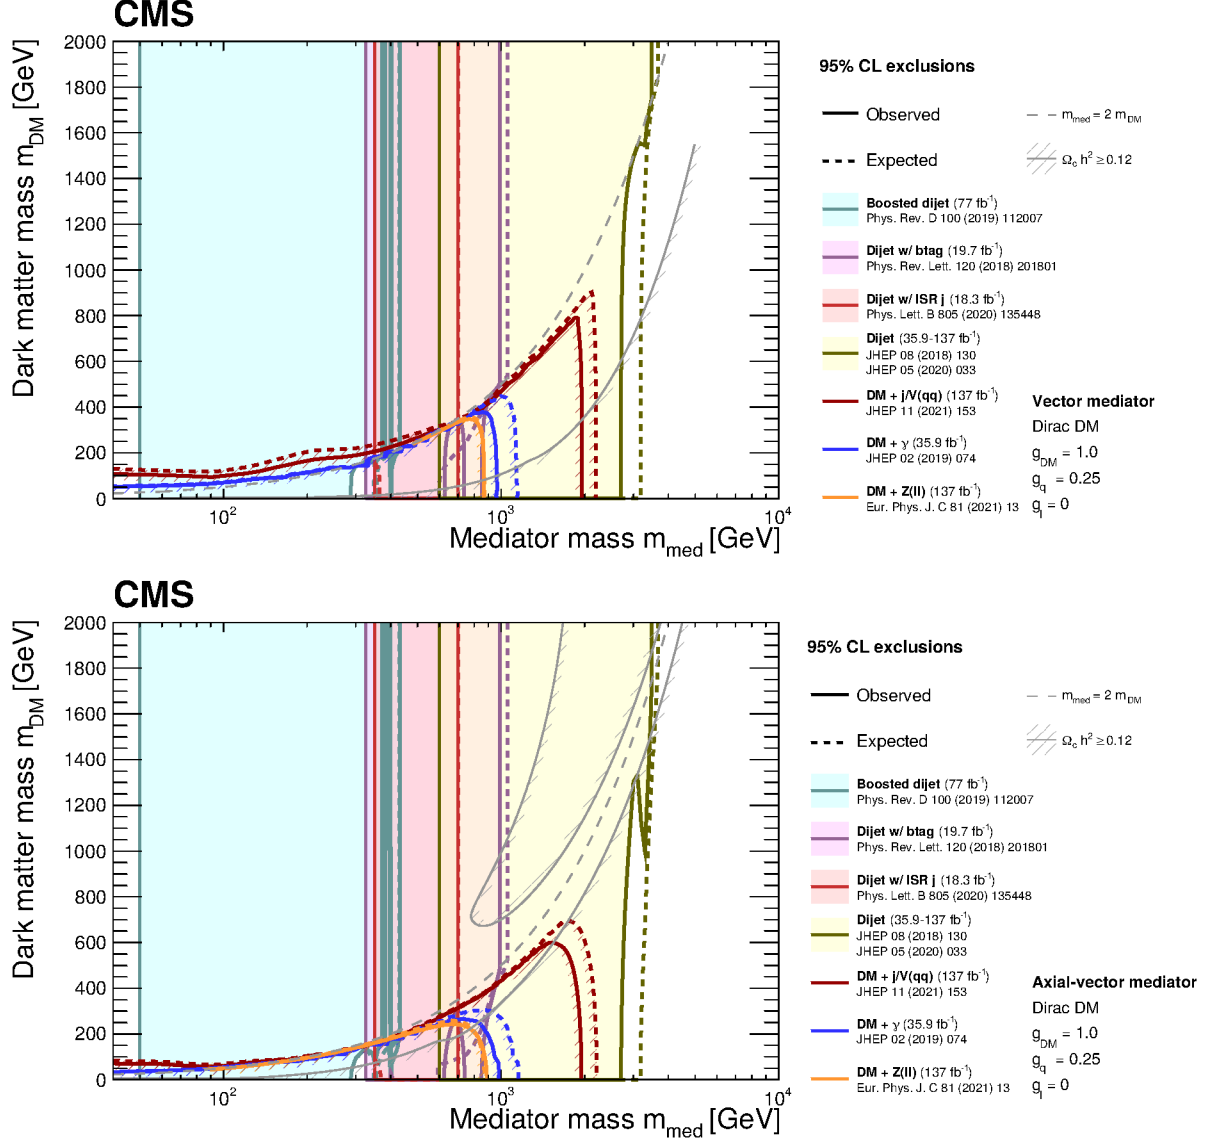 CMS
Dark matter mass m_DM [GeV]
2000
1800
1600
1400
1200
1000
800
600
400
200
0
10^2
10^3
10^4
Mediator mass m_med [GeV]
95% CL exclusions
Observed
m_med = 2 m_DM
Expected
Ω_c h^2 ≥ 0.12
Boosted dijet (77 fb^-1)
Phys. Rev. D 100 (2019) 112007
Dijet w/ btag (19.7 fb^-1)
Phys. Rev. Lett. 120 (2018) 201801
Dijet w/ ISR j (18.3 fb^-1)
Phys. Lett. B 805 (2020) 135448
Dijet (35.9-137 fb^-1)
JHEP 08 (2018) 130
JHEP 05 (2020) 033
DM + j/V(qq) (137 fb^-1)
JHEP 11 (2021) 153
DM + γ (35.9 fb^-1)
JHEP 02 (2019) 074
DM + Z(ll) (137 fb^-1)
Eur. Phys. J. C 81 (2021) 13
Vector mediator
Dirac DM
g_DM = 1.0
g_q = 0.25
g_l = 0
CMS
Dark matter mass m_DM [GeV]
2000
1800
1600
1400
1200
1000
800
600
400
200
0
10^2
10^3
10^4
Mediator mass m_med [GeV]
95% CL exclusions
Observed
m_med = 2 m_DM
Expected
Ω_c h^2 ≥ 0.12
Boosted dijet (77 fb^-1)
Phys. Rev. D 100 (2019) 112007
Dijet w/ btag (19.7 fb^-1)
Phys. Rev. Lett. 120 (2018) 201801
Dijet w/ ISR j (18.3 fb^-1)
Phys. Lett. B 805 (2020) 135448
Dijet (35.9-137 fb^-1)
JHEP 08 (2018) 130
JHEP 05 (2020) 033
DM + j/V(qq) (137 fb^-1)
JHEP 11 (2021) 153
DM + γ (35.9 fb^-1)
JHEP 02 (2019) 074
DM + Z(ll) (137 fb^-1)
Eur. Phys. J. C 81 (2021) 13
Axial-vector mediator
Dirac DM
g_DM = 1.0
g_q = 0.25
g_l = 0